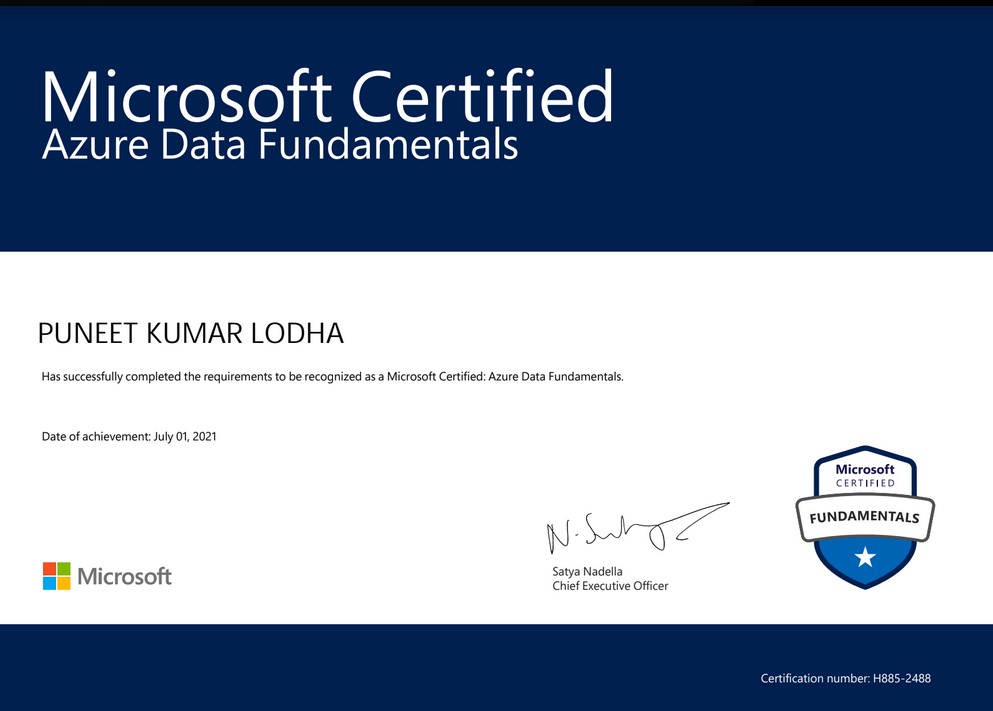 Microsoft Certified
Azure Data Fundamentals
PUNEET KUMAR LODHA
Has successfully completed the requirements to be recognized as a Microsoft Certified: Azure Data Fundamentals.
Date of achievement: July 01, 2021
Microsoft
CERTIFIED
FUNDAMENTALS
N. Satya
Satya Nadella
Chief Executive Officer
Microsoft
Certification number: H885-2488